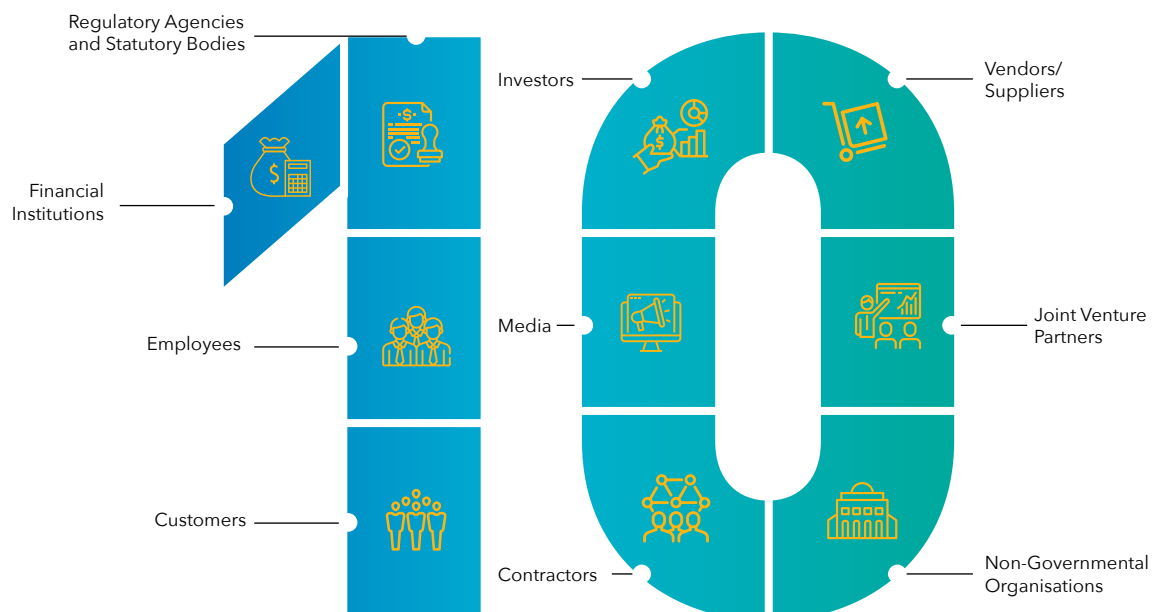 Regulatory Agencies
and Statutory Bodies
Financial
Institutions
Employees
Customers
Investors
Media
Contractors
Vendors/
Suppliers
Joint Venture
Partners
Non-Governmental
Organisations